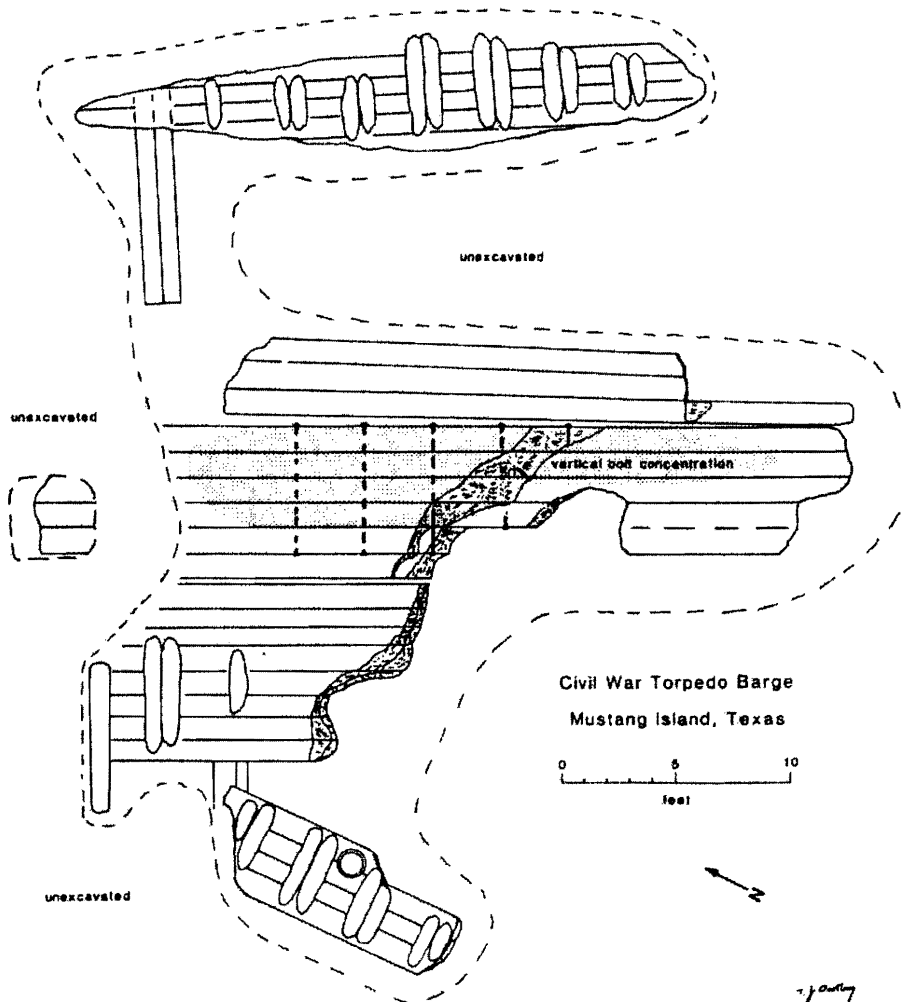 unexcavated
unexcavated
vertical bolt concentration
Civil War Torpedo Barge
Mustang Island, Texas
0 5 10
feet
N
unexcavated